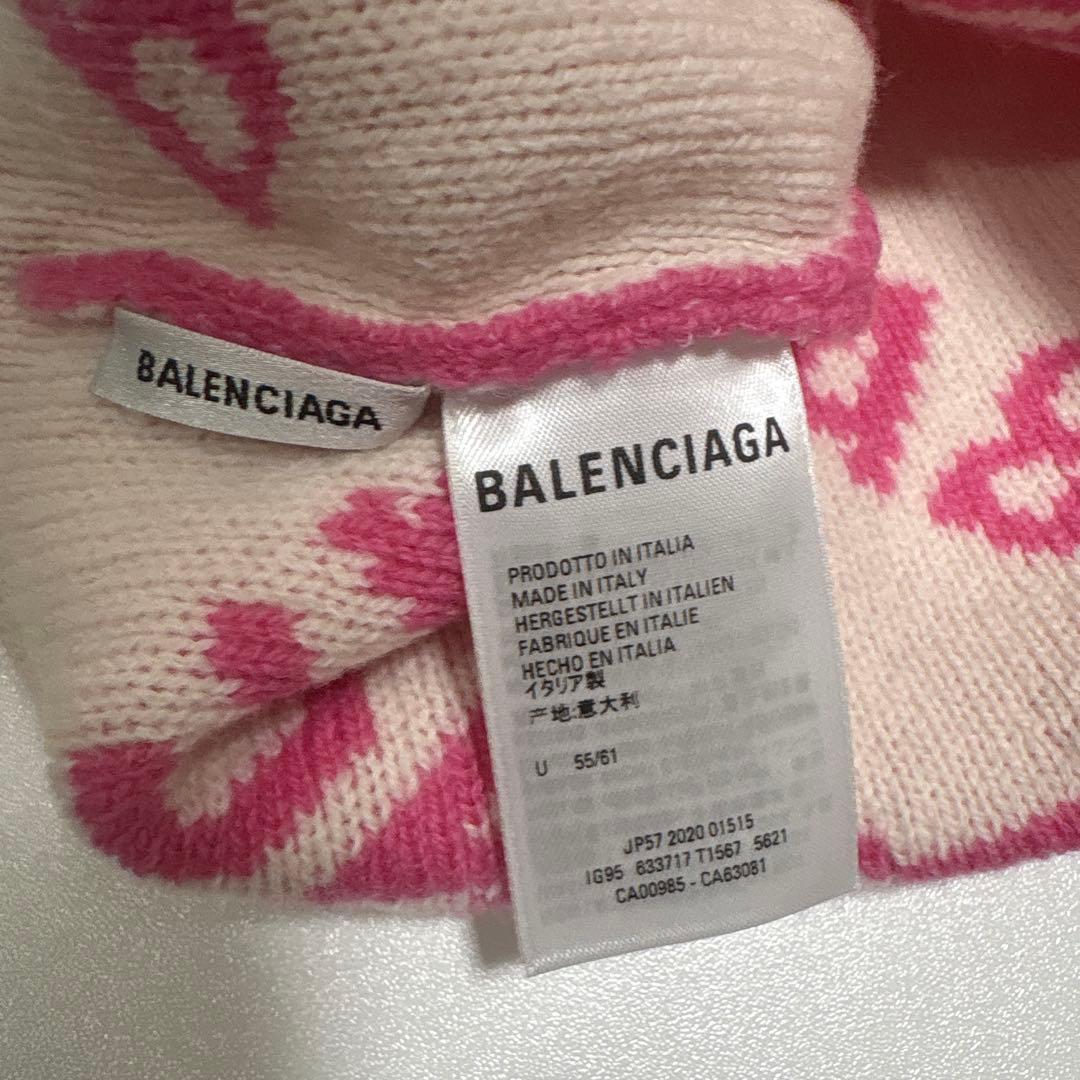 BALENCIAGA
BALENCIAGA
PRODOTTO IN ITALIA
MADE IN ITALY
HERGESTELLT IN ITALIEN
FABRIQUE EN ITALIE
HECHO EN ITALIA
イタリア製
产地:意大利
U 55/61
JP57 2020 01515
IG95 633717 T1567 5621
CA00985 - CA63081